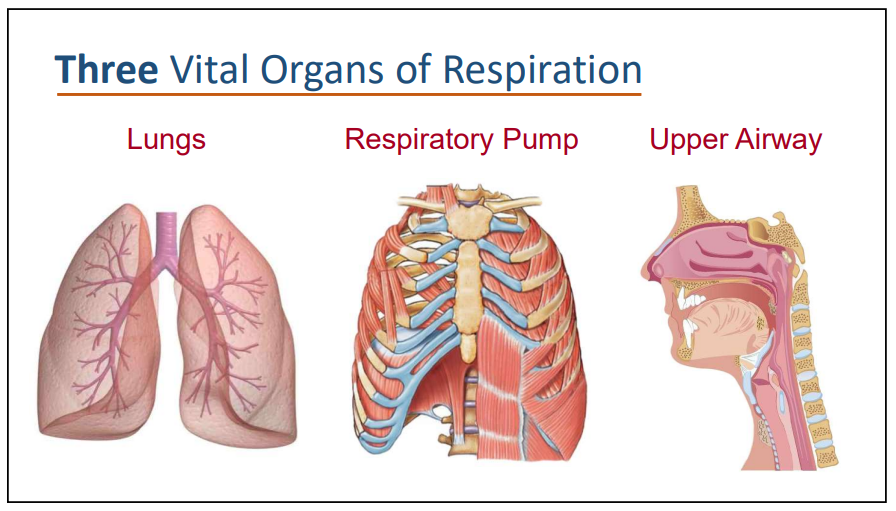 Three Vital Organs of Respiration
Lungs
Respiratory Pump
Upper Airway